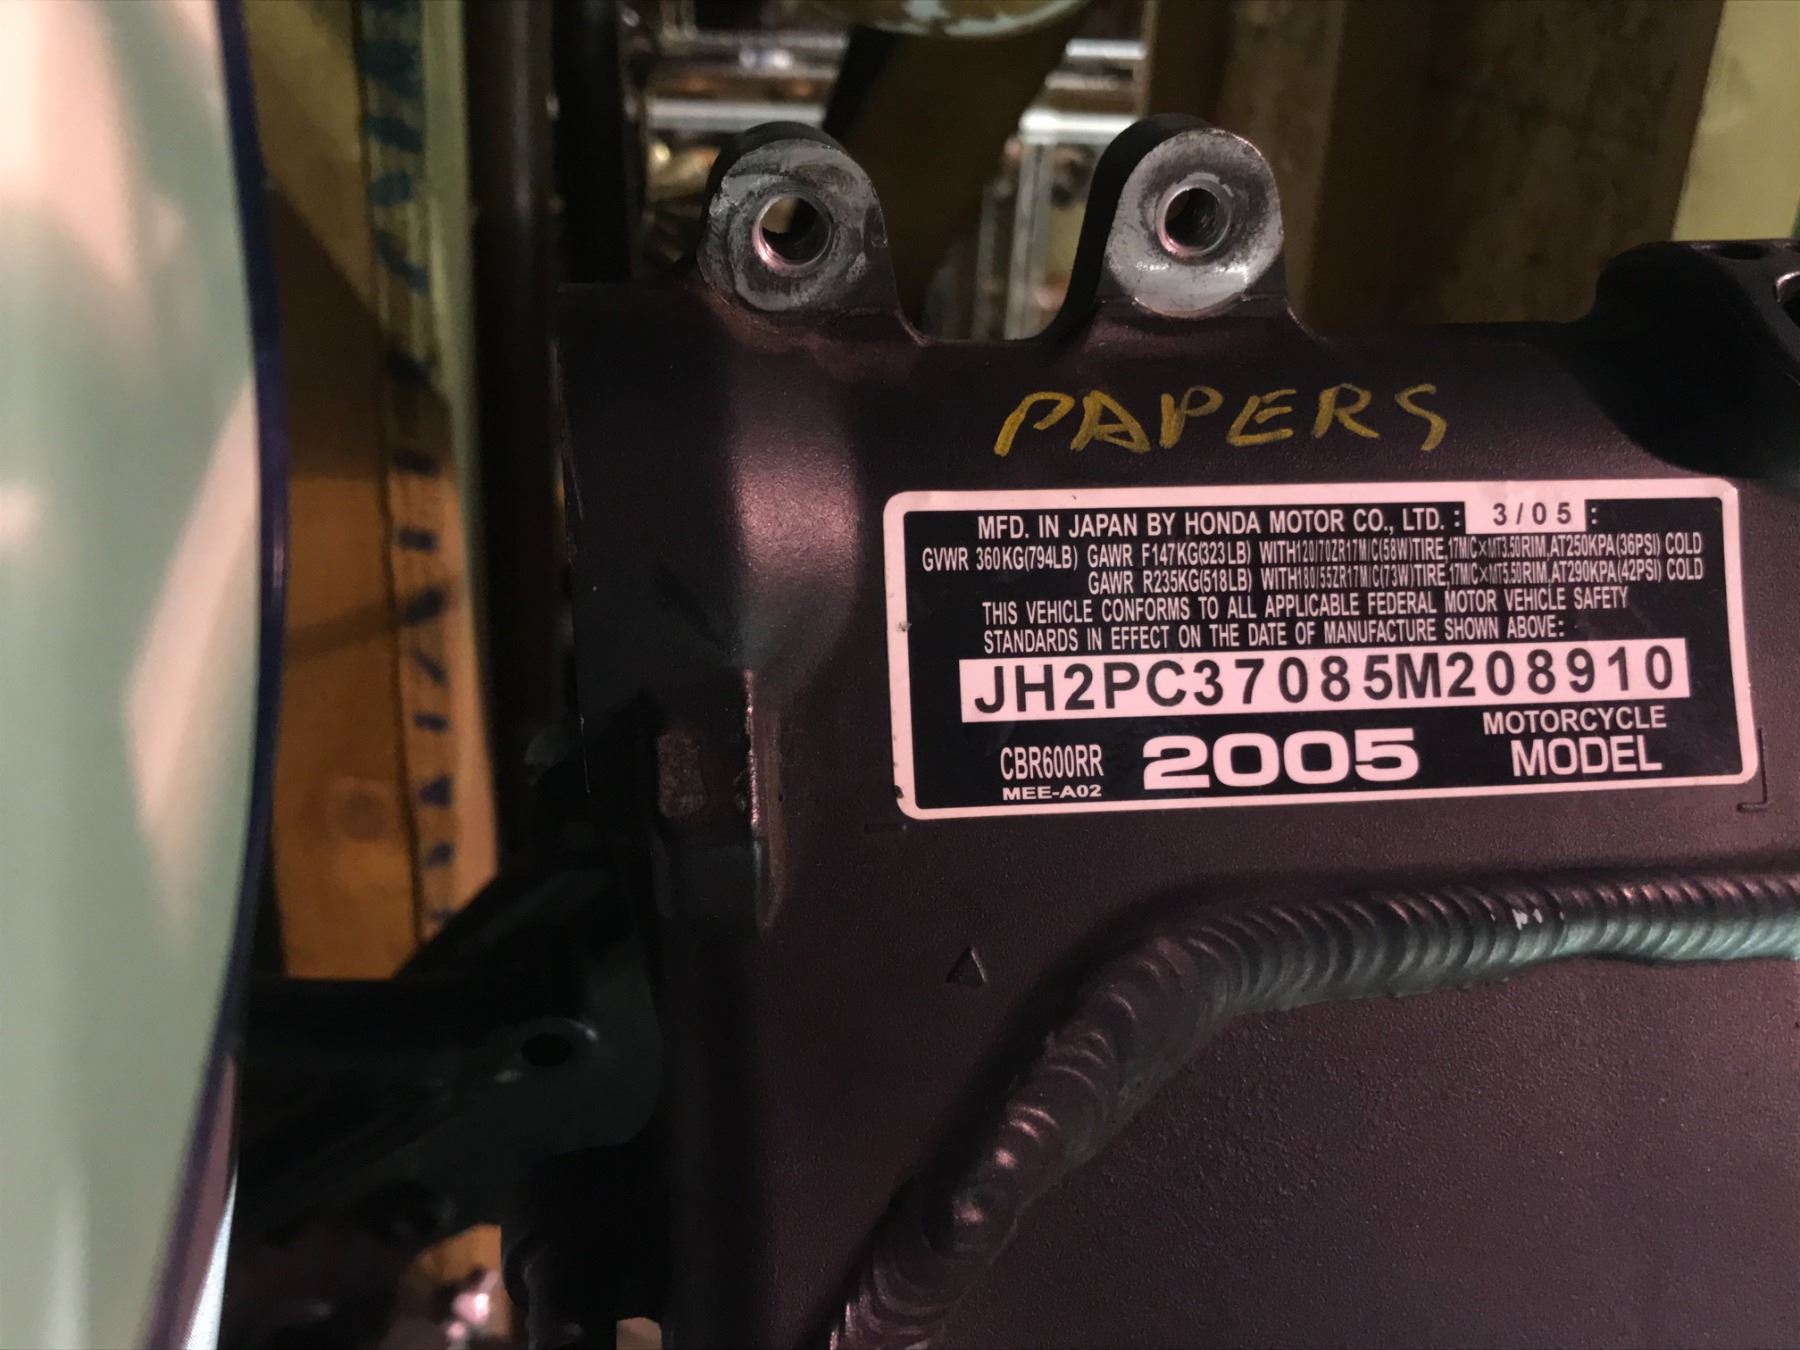 PAPERS
MFD. IN JAPAN BY HONDA MOTOR CO., LTD. : 3/05 :
GVWR 360KG(794LB) GAWR F147KG(323LB) WITH120/70ZR17M/C(58W)TIRE,17M/C×MT3.50RIM,AT250KPA(36PSI) COLD
GAWR R235KG(518LB) WITH180/55ZR17M/C(73W)TIRE,17M/C×MT5.50RIM,AT290KPA(42PSI) COLD
THIS VEHICLE CONFORMS TO ALL APPLICABLE FEDERAL MOTOR VEHICLE SAFETY
STANDARDS IN EFFECT ON THE DATE OF MANUFACTURE SHOWN ABOVE:
JH2PC37085M208910
CBR600RR 2005 MOTORCYCLE
MEE-A02 MODEL